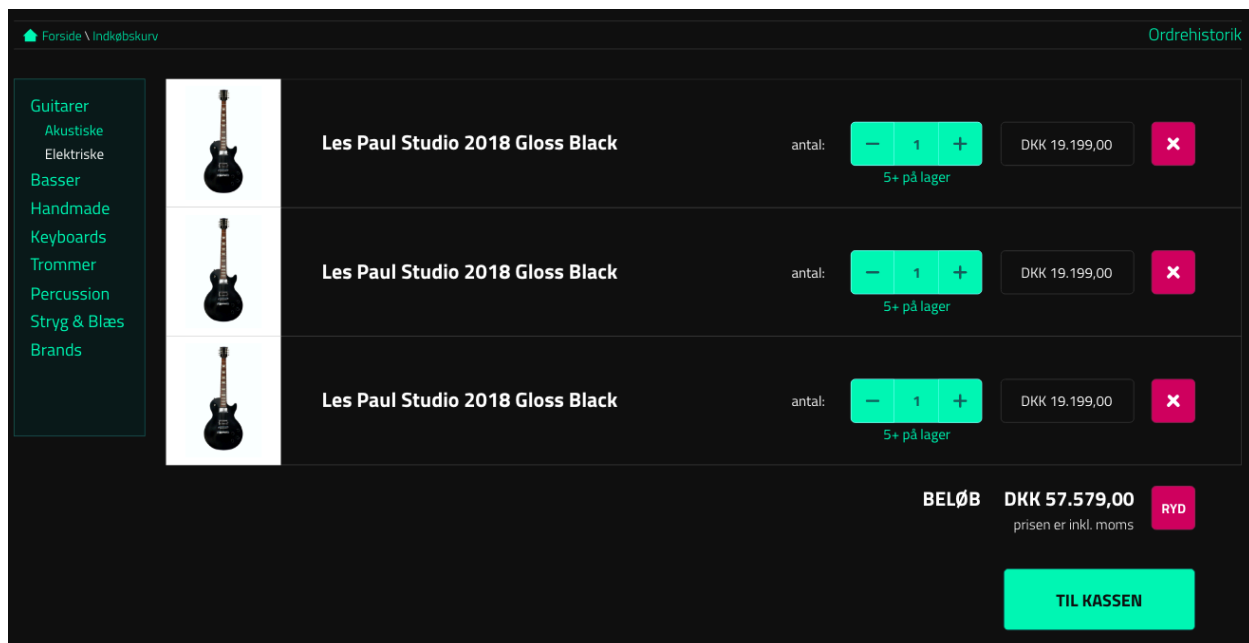 Forside \ Indkøbskurv
Ordrehistorik
Guitarer
Akustiske
Elektriske
Basser
Handmade
Keyboards
Trommer
Percussion
Stryg & Blæs
Brands
Les Paul Studio 2018 Gloss Black
antal:
— 1 +
DKK 19.199,00
×
5+ på lager
Les Paul Studio 2018 Gloss Black
antal:
— 1 +
DKK 19.199,00
×
5+ på lager
Les Paul Studio 2018 Gloss Black
antal:
— 1 +
DKK 19.199,00
×
5+ på lager
BELØB DKK 57.579,00
prisen er inkl. moms
RYD
TIL KASSEN